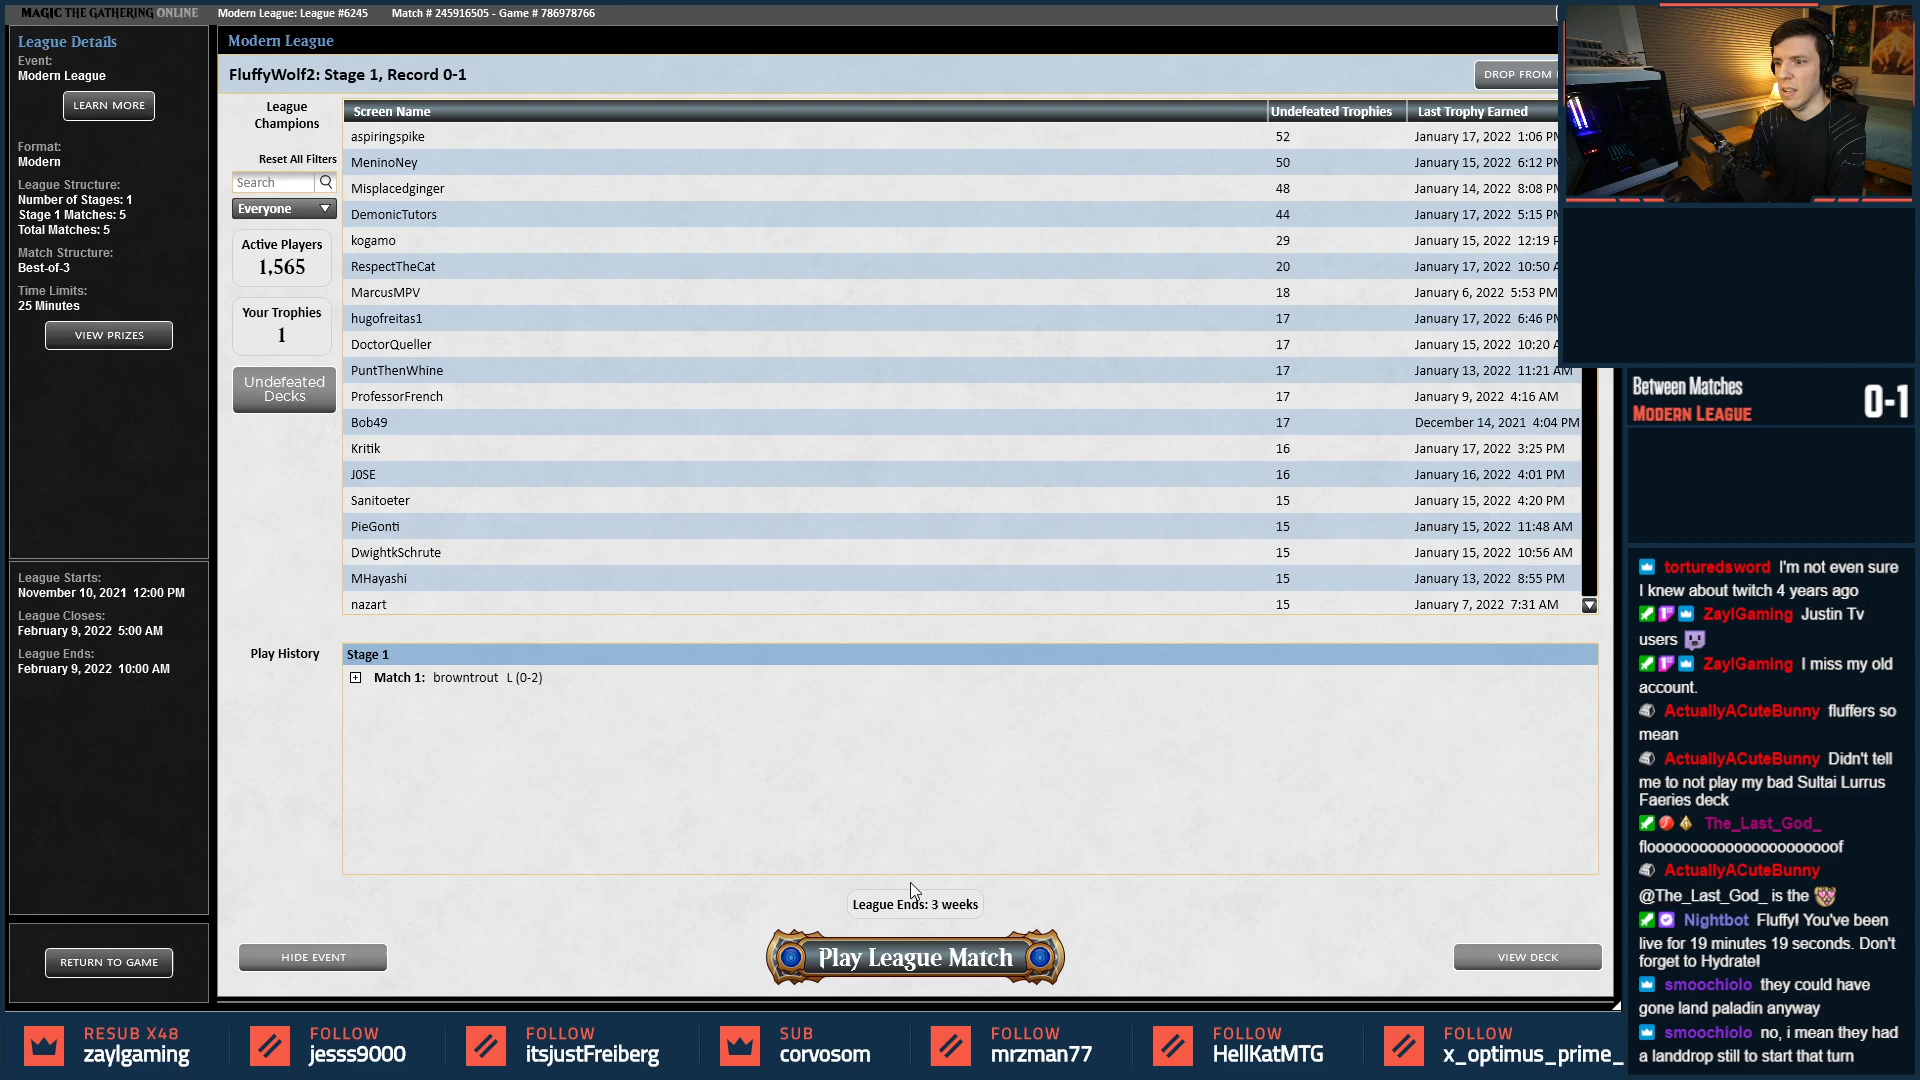 MAGIC THE GATHERING ONLINE
Modern League: League #6245 Match # 245916505 - Game # 786978766
League Details
Event:
Modern League
LEARN MORE
Format:
Modern
League Structure:
Number of Stages: 1
Stage 1 Matches: 5
Total Matches: 5
Match Structure:
Best-of-3
Time Limits:
25 Minutes
VIEW PRIZES
League Starts:
November 10, 2021 12:00 PM
League Closes:
February 9, 2022 5:00 AM
League Ends:
February 9, 2022 10:00 AM
RETURN TO GAME
Modern League
FluffyWolf2: Stage 1, Record 0-1
DROP FROM
League
Champions
Reset All Filters
Search
Everyone
Active Players
1,565
Your Trophies
1
Undefeated
Decks
Screen Name Undefeated Trophies Last Trophy Earned
aspiringspike 52 January 17, 2022 1:06 PM
MeninoNey 50 January 15, 2022 6:12 PM
Misplacedginger 48 January 14, 2022 8:08 PM
DemonicTutors 44 January 17, 2022 5:15 PM
kogamo 29 January 15, 2022 12:19 P
RespectTheCat 20 January 17, 2022 10:50 A
MarcusMPV 18 January 6, 2022 5:53 PM
hugofreitas1 17 January 17, 2022 6:46 PM
DoctorQueller 17 January 15, 2022 10:20 A
PuntThenWhine 17 January 13, 2022 11:21 AM
ProfessorFrench 17 January 9, 2022 4:16 AM
Bob49 17 December 14, 2021 4:04 PM
Kritik 16 January 17, 2022 3:25 PM
J0SE 16 January 16, 2022 4:01 PM
Sanitoeter 15 January 15, 2022 4:20 PM
PieGonti 15 January 15, 2022 11:48 AM
DwightkSchrute 15 January 15, 2022 10:56 AM
MHayashi 15 January 13, 2022 8:55 PM
nazart 15 January 7, 2022 7:31 AM
Play History
Stage 1
Match 1: browntrout L (0-2)
League Ends: 3 weeks
HIDE EVENT
Play League Match
VIEW DECK
Between Matches
MODERN LEAGUE
0-1
torturedsword I'm not even sure
I knew about twitch 4 years ago
ZaylGaming Justin Tv
users
ZaylGaming I miss my old
account.
ActuallyACuteBunny fluffers so
mean
ActuallyACuteBunny Didn't tell
me to not play my bad Sultai Lurrus
Faeries deck
The_Last_God_
flooooooooooooooooooooof
ActuallyACuteBunny
@The_Last_God_ is the
Nightbot Fluffy! You've been
live for 19 minutes 19 seconds. Don't
forget to Hydrate!
smoochiolo they could have
gone land paladin anyway
smoochiolo no, i mean they had
a landdrop still to start that turn
RESUB X48
zaylgaming
FOLLOW
jesss9000
FOLLOW
itsjustFreiberg
SUB
corvosom
FOLLOW
mrzman77
FOLLOW
HellKatMTG
FOLLOW
x_optimus_prime_